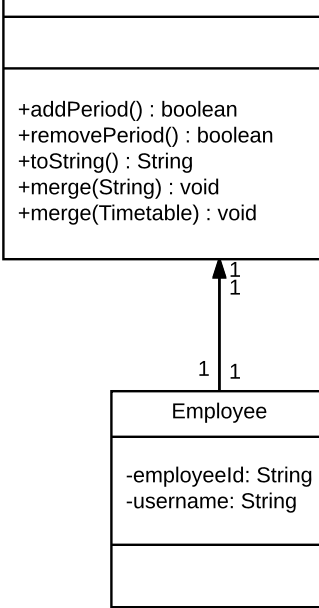 +addPeriod() : boolean
+removePeriod() : boolean
+toString() : String
+merge(String) : void
+merge(Timetable) : void
1
1
1 1
Employee
-employeeId: String
-username: String